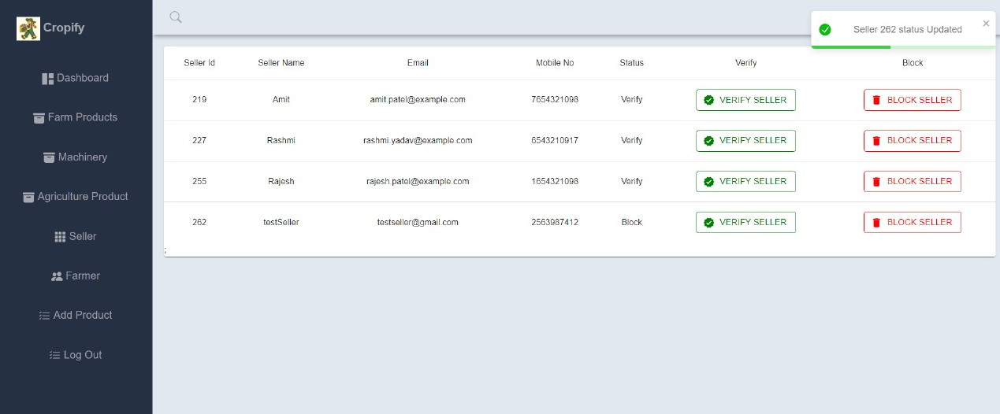 Cropify
Seller 262 status Updated
Dashboard
Farm Products
Machinery
Agriculture Product
Seller
Farmer
Add Product
Log Out
Seller Id Seller Name Email Mobile No Status Verify Block
219 Amit amit.patel@example.com 7654321098 Verify VERIFY SELLER BLOCK SELLER
227 Rashmi rashmi.yadav@example.com 6543210917 Verify VERIFY SELLER BLOCK SELLER
255 Rajesh rajesh.patel@example.com 1654321098 Verify VERIFY SELLER BLOCK SELLER
262 testSeller testseller@gmail.com 2563987412 Block VERIFY SELLER BLOCK SELLER
;